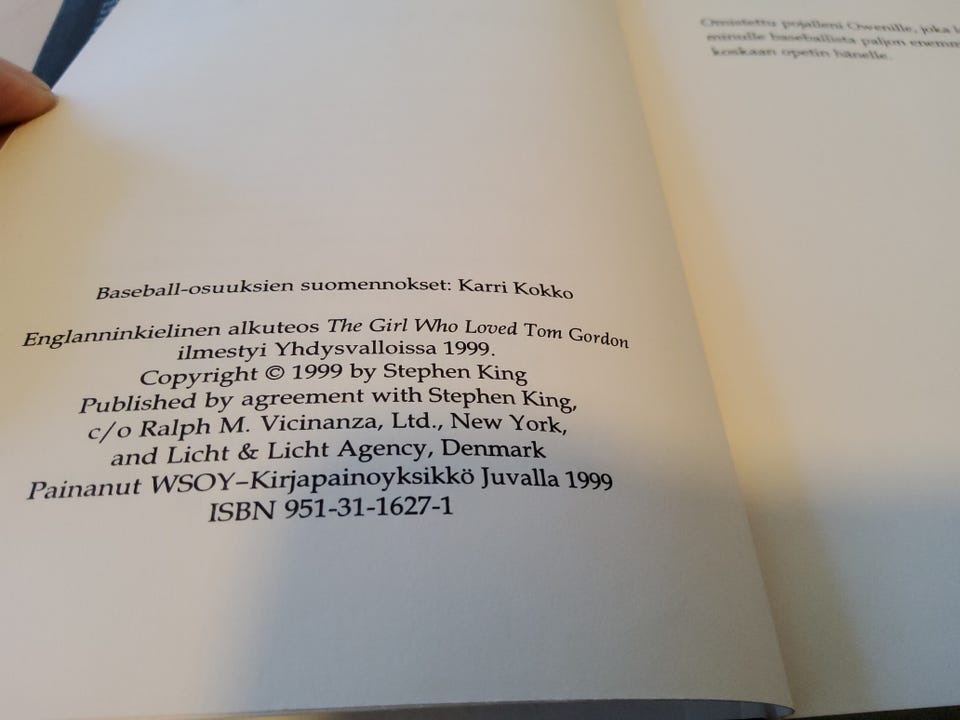 Baseball-osuuksien suomennokset: Karri Kokko
Englanninkielinen alkuteos The Girl Who Loved Tom Gordon
ilmestyi Yhdysvalloissa 1999.
Copyright © 1999 by Stephen King
Published by agreement with Stephen King,
c/o Ralph M. Vicinanza, Ltd., New York,
and Licht & Licht Agency, Denmark
Painanut WSOY–Kirjapainoyksikkö Juvalla 1999
ISBN 951-31-1627-1
Omistettu pojalleni Owenille, joka
minulle baseballista paljon
koskaan opetin hänelle.